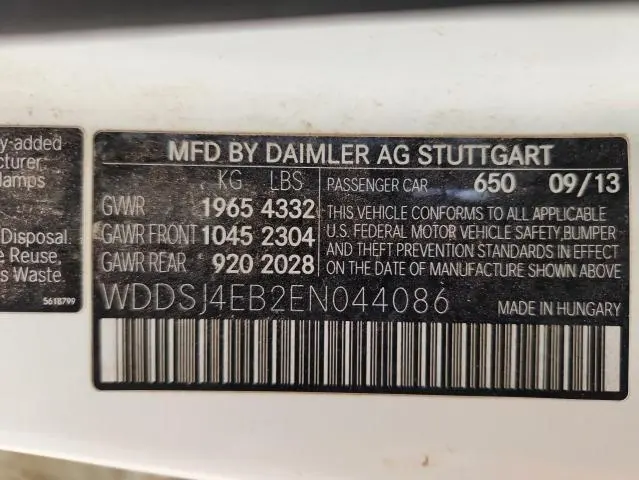 y-added
cturer.
lamps
Disposal.
e Reuse,
s Waste
5618799
MFD BY DAIMLER AG STUTTGART
KG LBS
GVWR 1965 4332
GAWR FRONT 1045 2304
GAWR REAR 920 2028
PASSENGER CAR 650 09/13
THIS VEHICLE CONFORMS TO ALL APPLICABLE
U.S. FEDERAL MOTOR VEHICLE SAFETY, BUMPER
AND THEFT PREVENTION STANDARDS IN EFFECT
ON THE DATE OF MANUFACTURE SHOWN ABOVE
WDDSJ4EB2EN044086
MADE IN HUNGARY